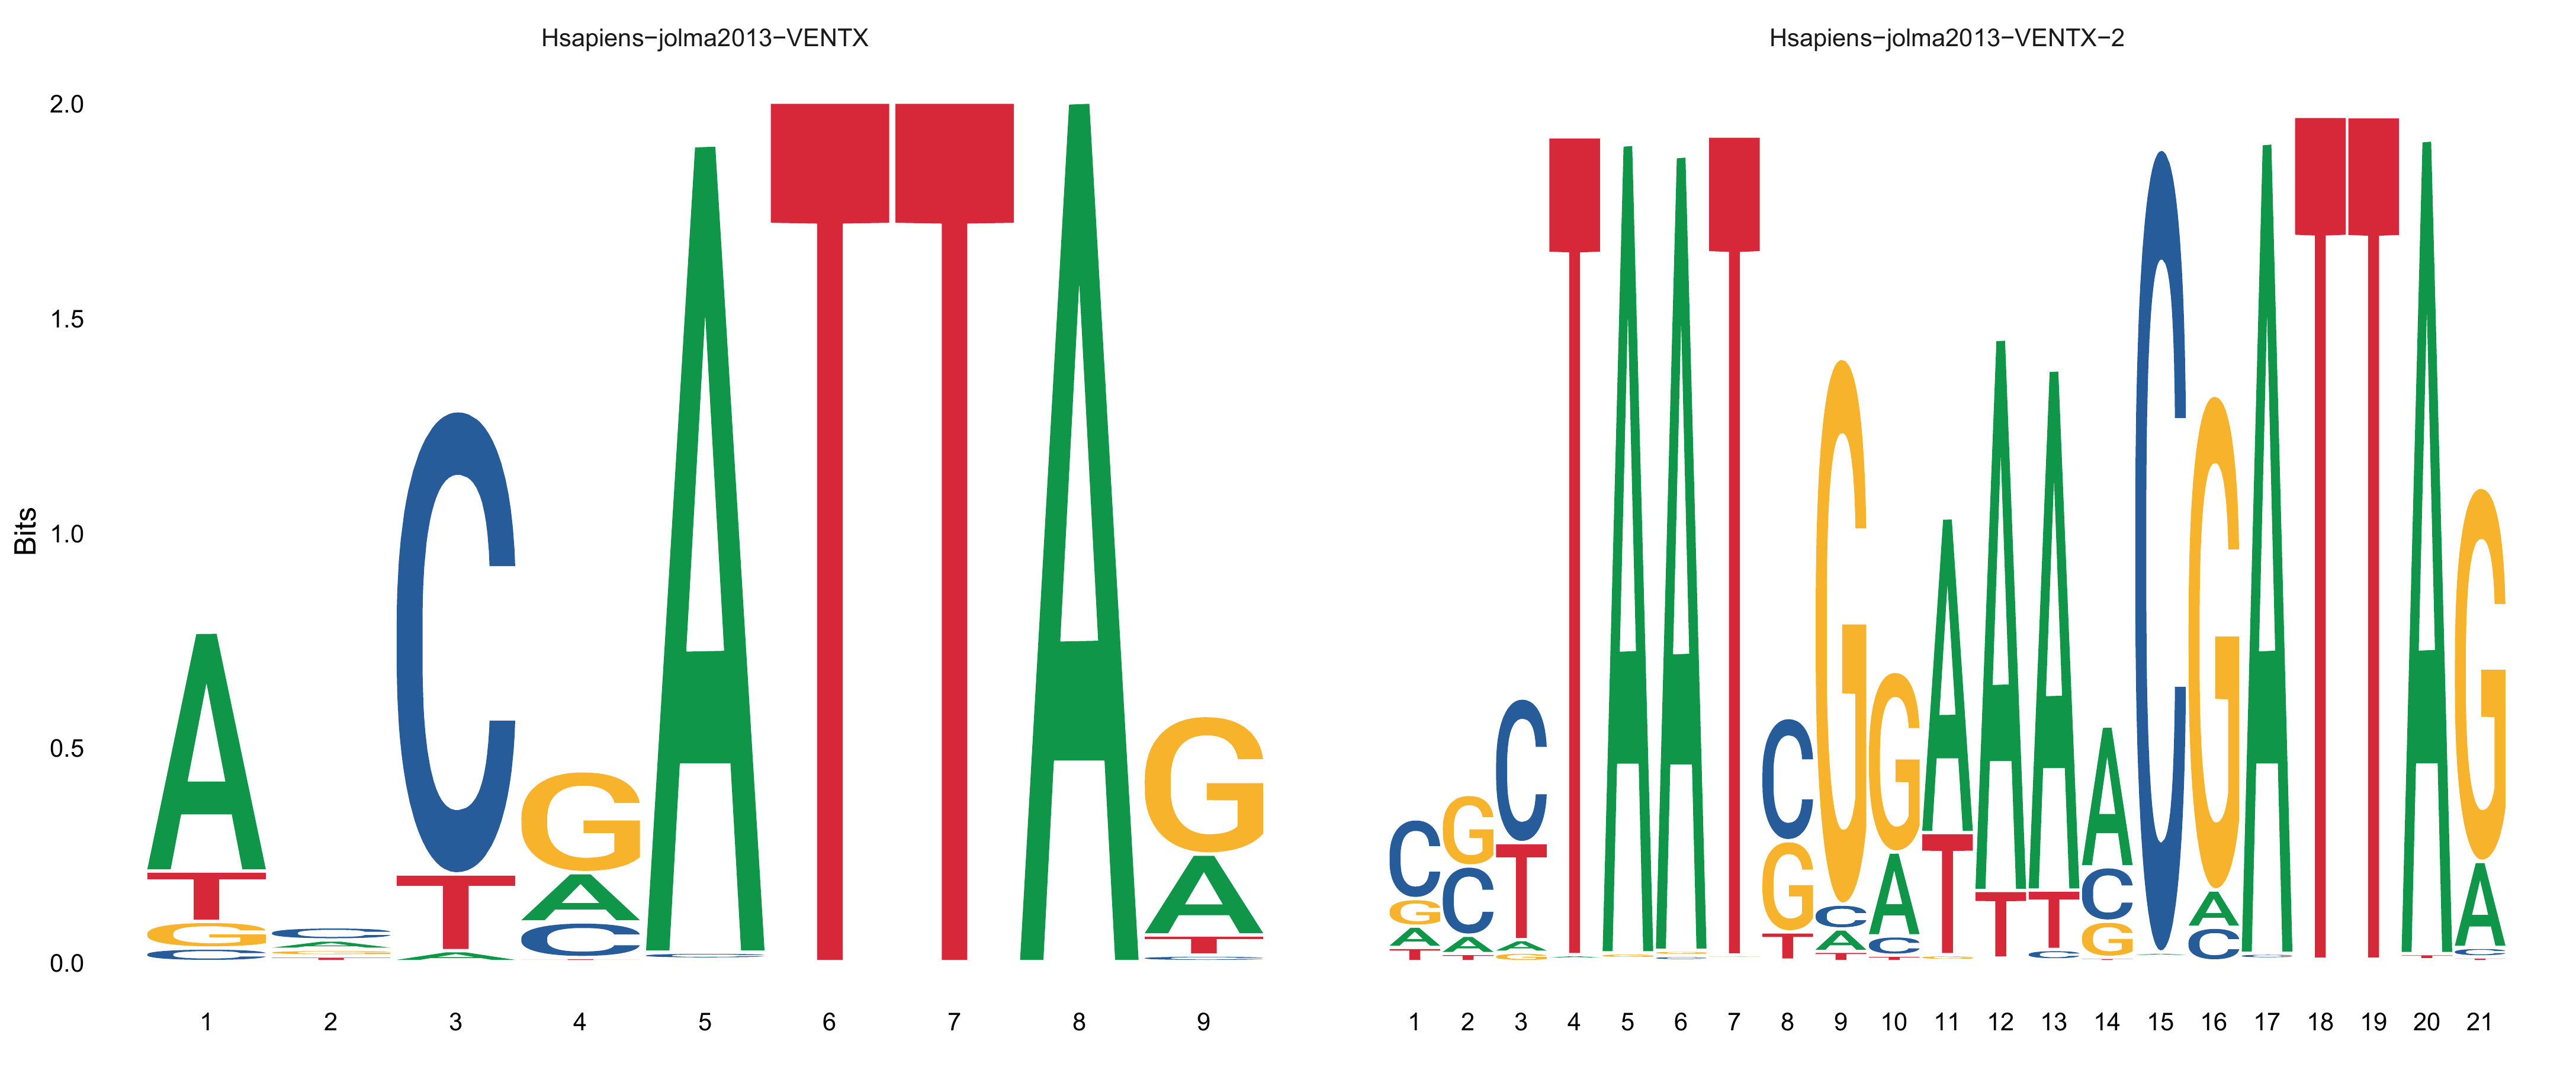 Hsapiens−jolma2013−VENTX
Hsapiens−jolma2013−VENTX−2
Bits
2.0
1.5
1.0
0.5
0.0
A T G C
C A G T
C T A
G A C
A C
T
T
A
G A T C
1 2 3 4 5 6 7 8 9
C G A T
G C A T
C T A G
T A
A G
A G C
T
C G T
G C A T
G A C T
A T G
A T
A T C
A C G T
C A
G A C
A C
T
T
A T
G A C T
1 2 3 4 5 6 7 8 9 10 11 12 13 14 15 16 17 18 19 20 21